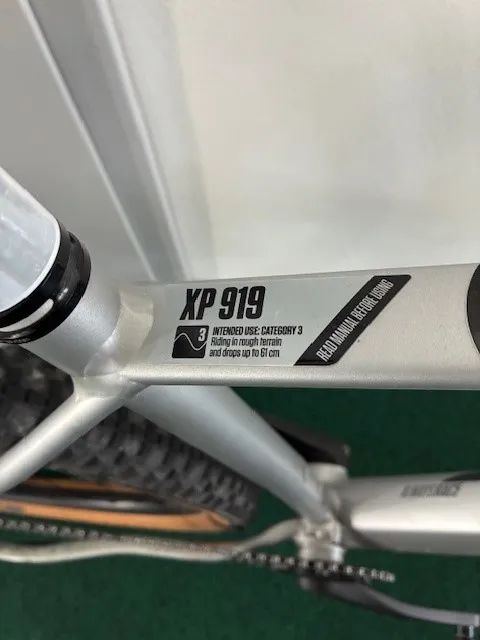 XP 919
3
INTENDED USE: CATEGORY 3
Riding in rough terrain
and drops up to 61 cm
READ MANUAL BEFORE USING